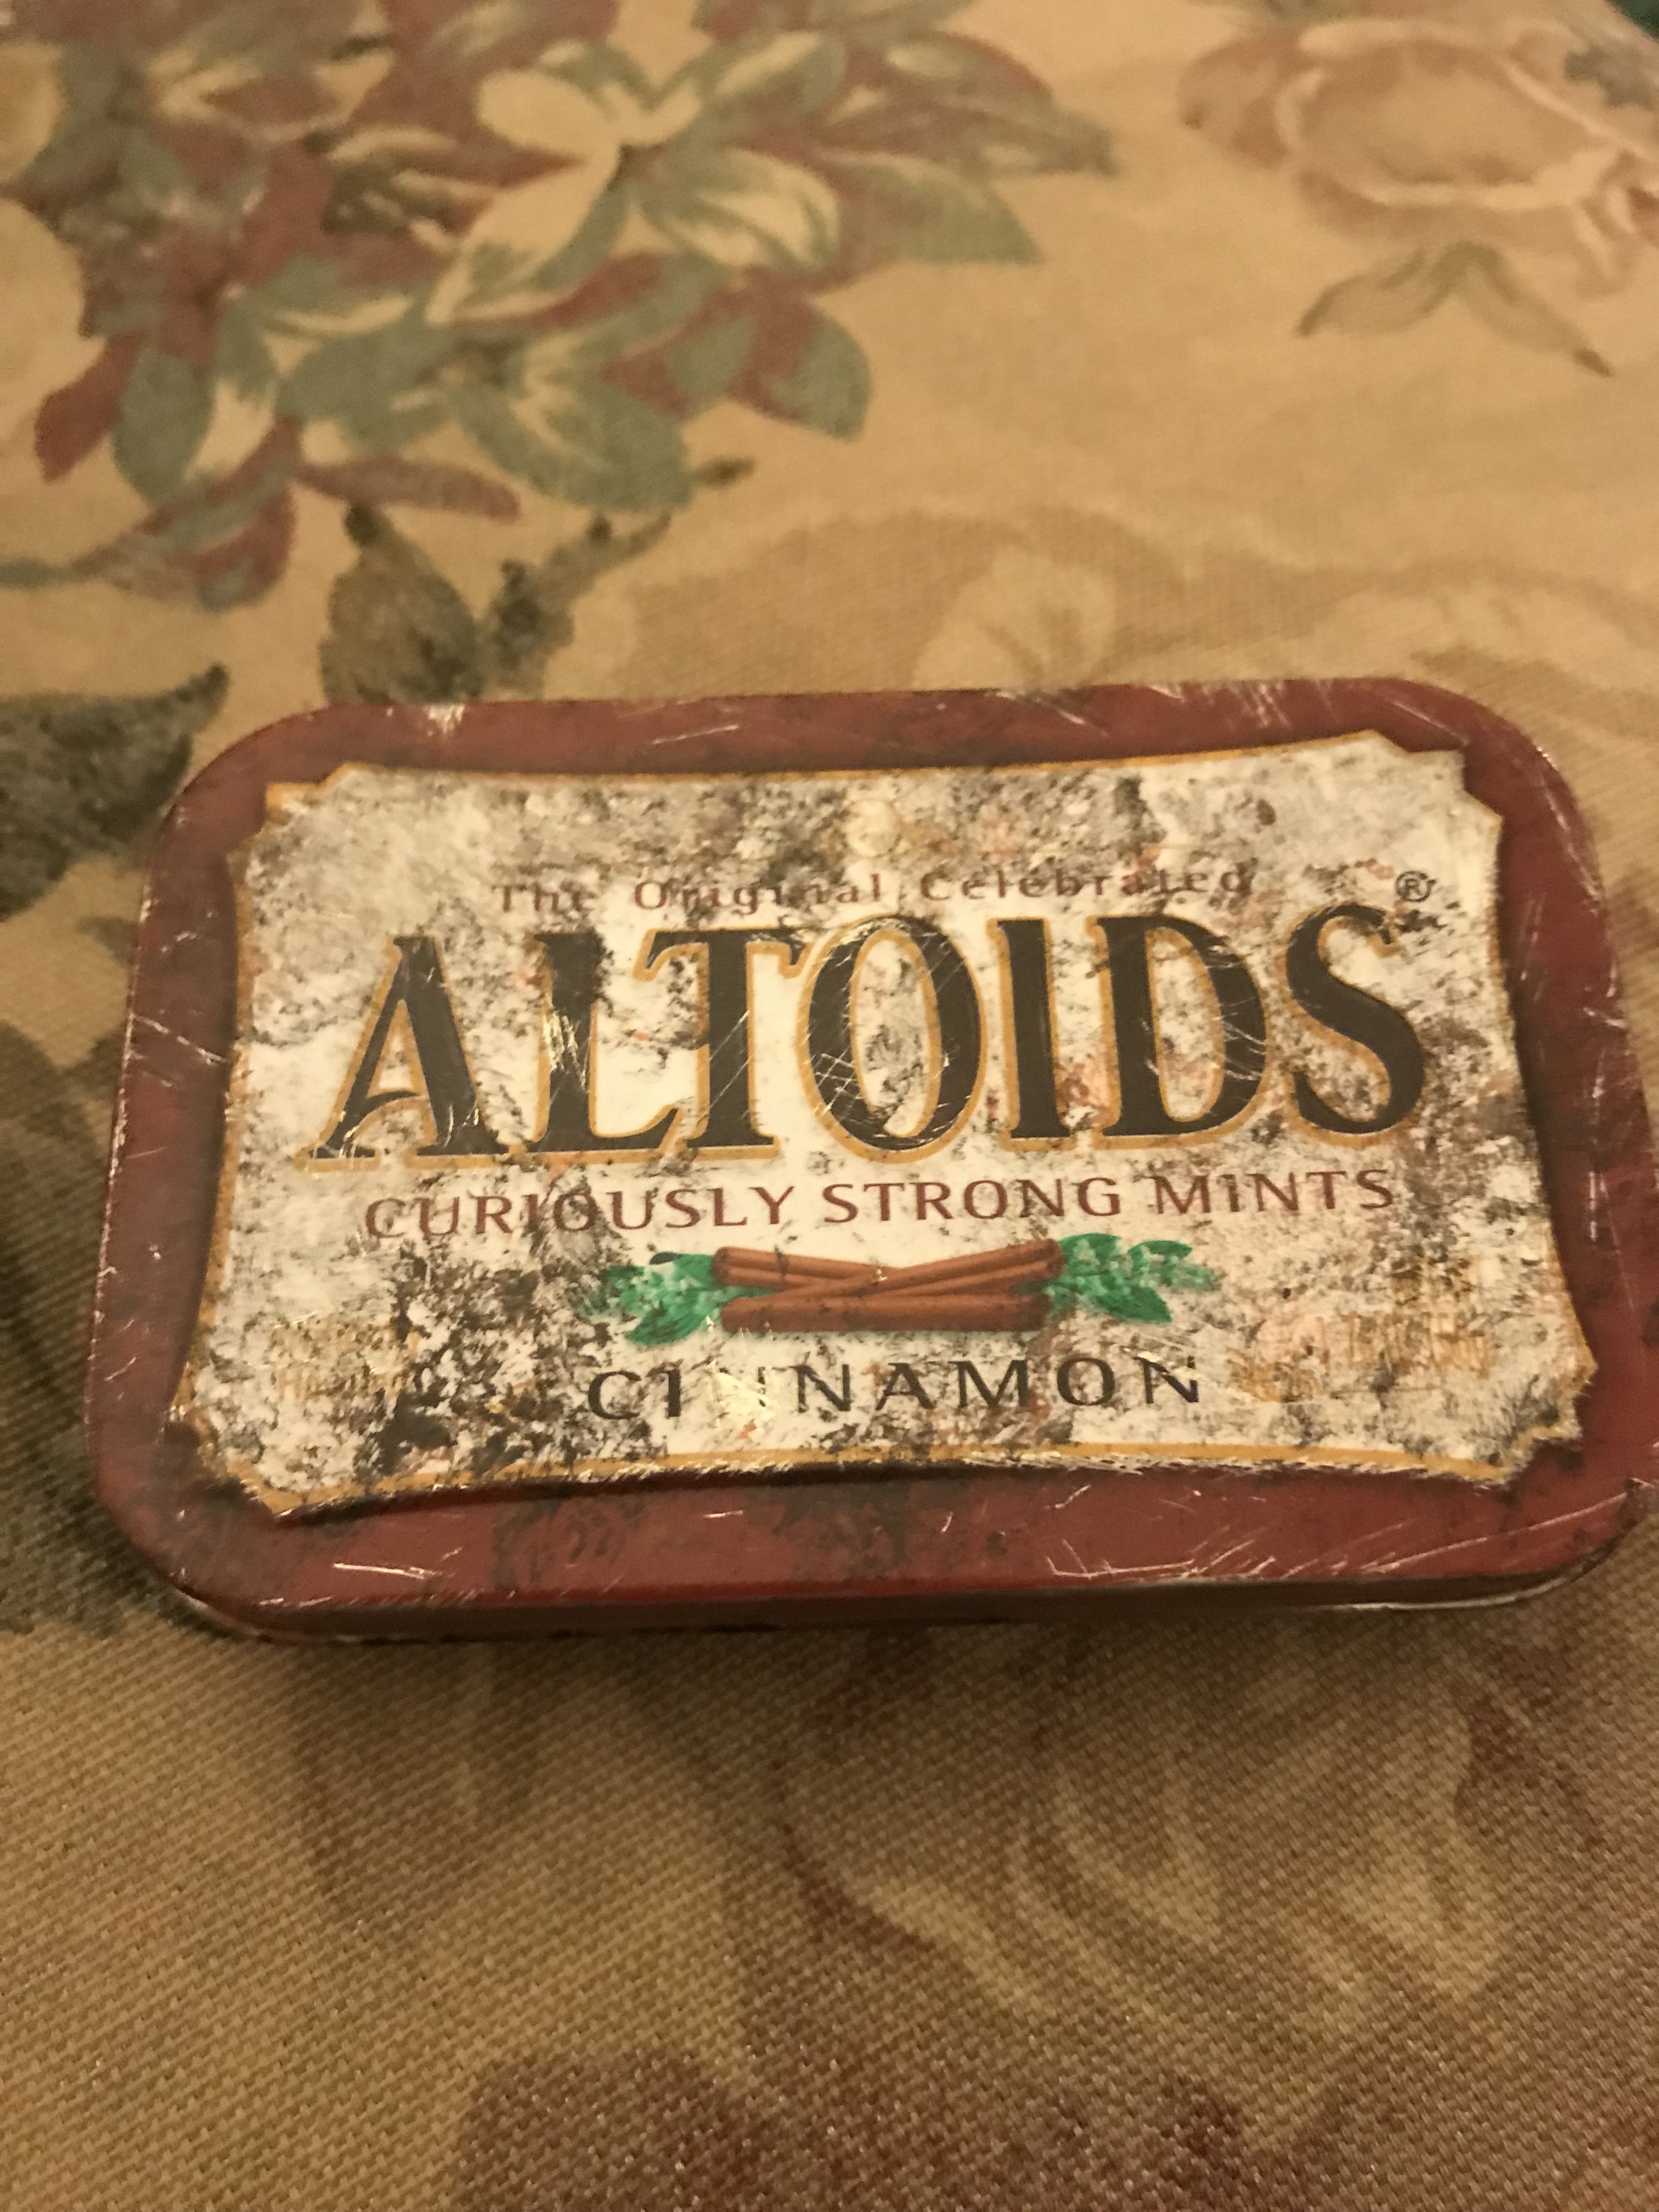 The Original Celebrated
ALTOIDS®
CURIOUSLY STRONG MINTS
CINNAMON